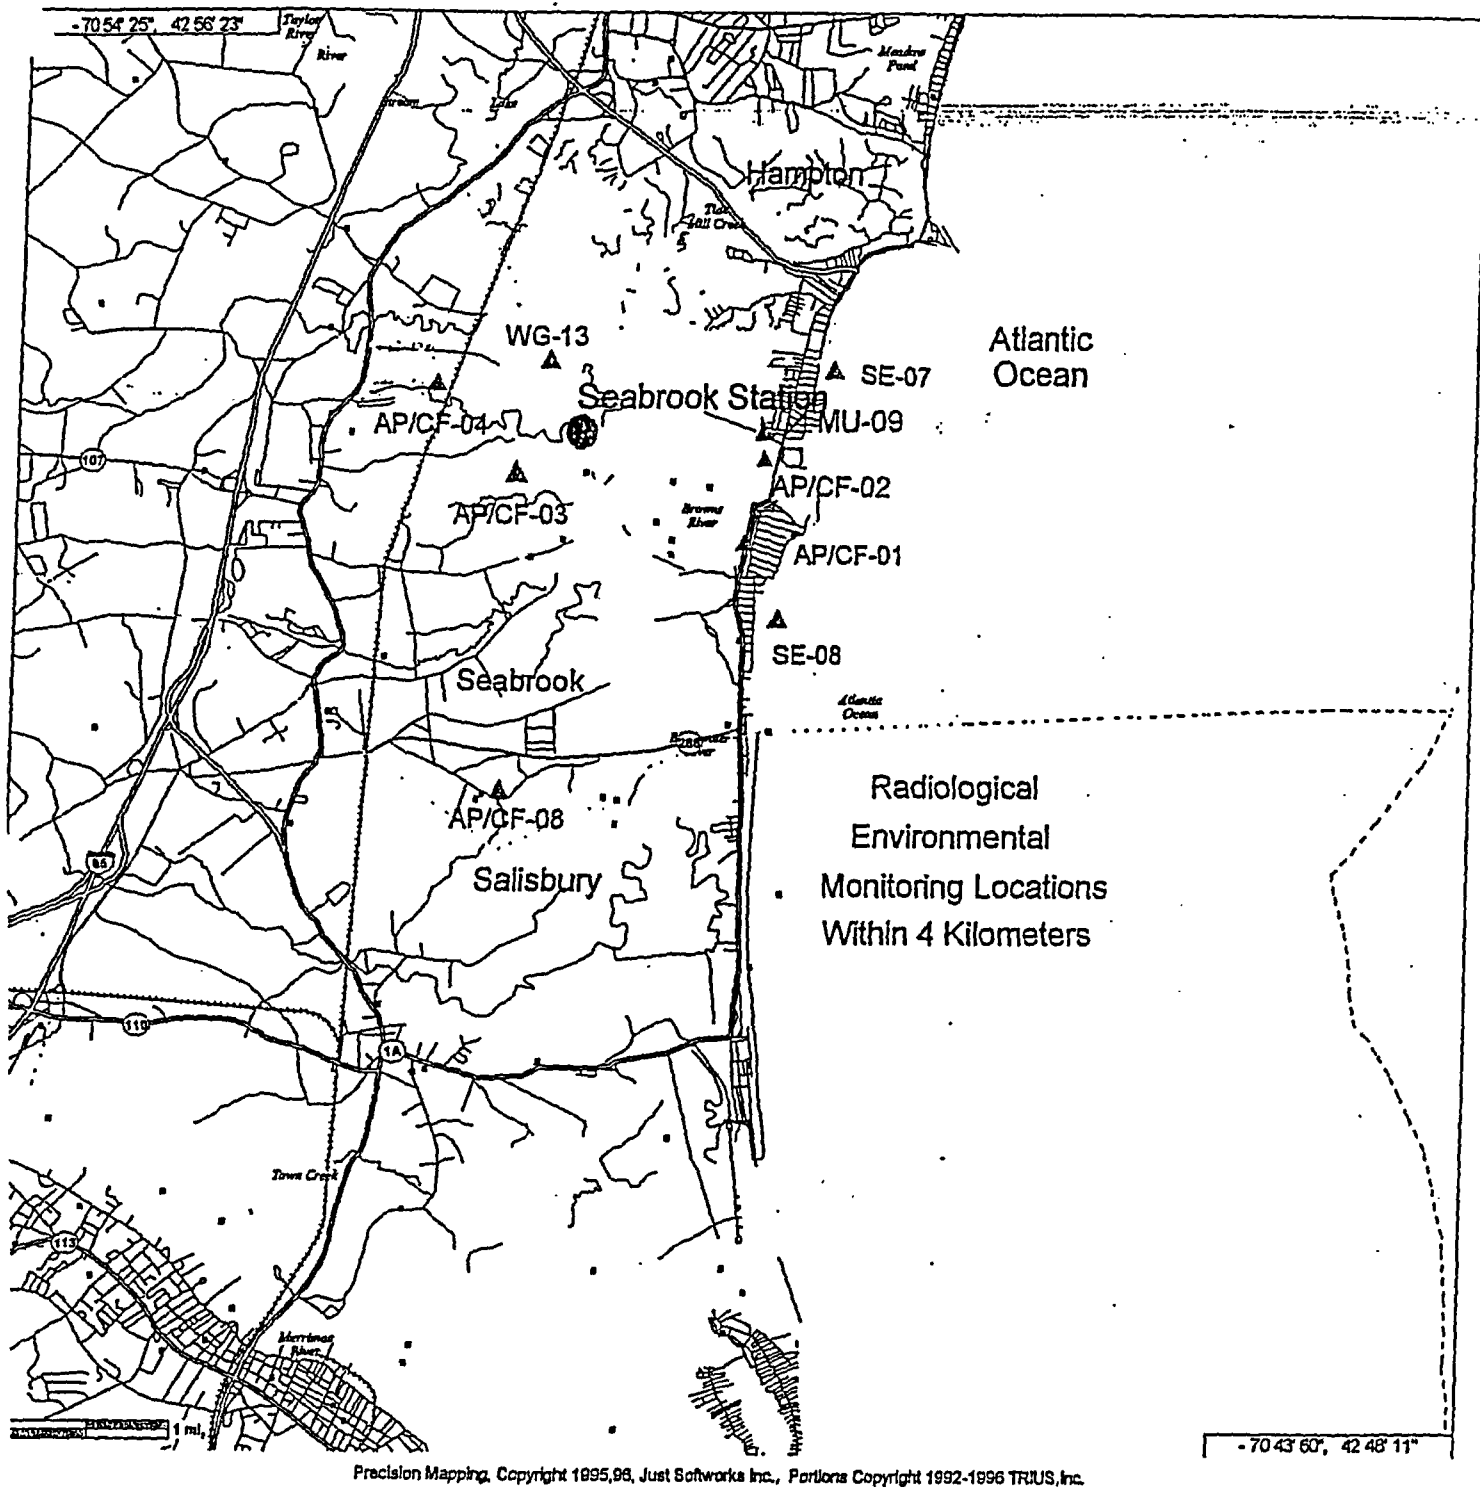 - 70 54' 25", 42 56' 23"
Taylor
River
River
Meadow
Pond
Lake
Hampton
Tide
Mill Creek
WG-13
Atlantic
Ocean
SE-07
Seabrook Station
AP/CF-04
MU-09
107
AP/CF-02
AP/CF-03
Browns
River
AP/CF-01
SE-08
Seabrook
Atlantic
Ocean
286
Radiological
Environmental
Monitoring Locations
Within 4 Kilometers
AP/CF-08
95
Salisbury
110
1A
Town Creek
113
Merrimac
River
1 mi.
- 70 43' 60", 42 48' 11"
Precision Mapping, Copyright 1995,96, Just Softworks Inc., Portions Copyright 1992-1996 TRIUS, Inc.